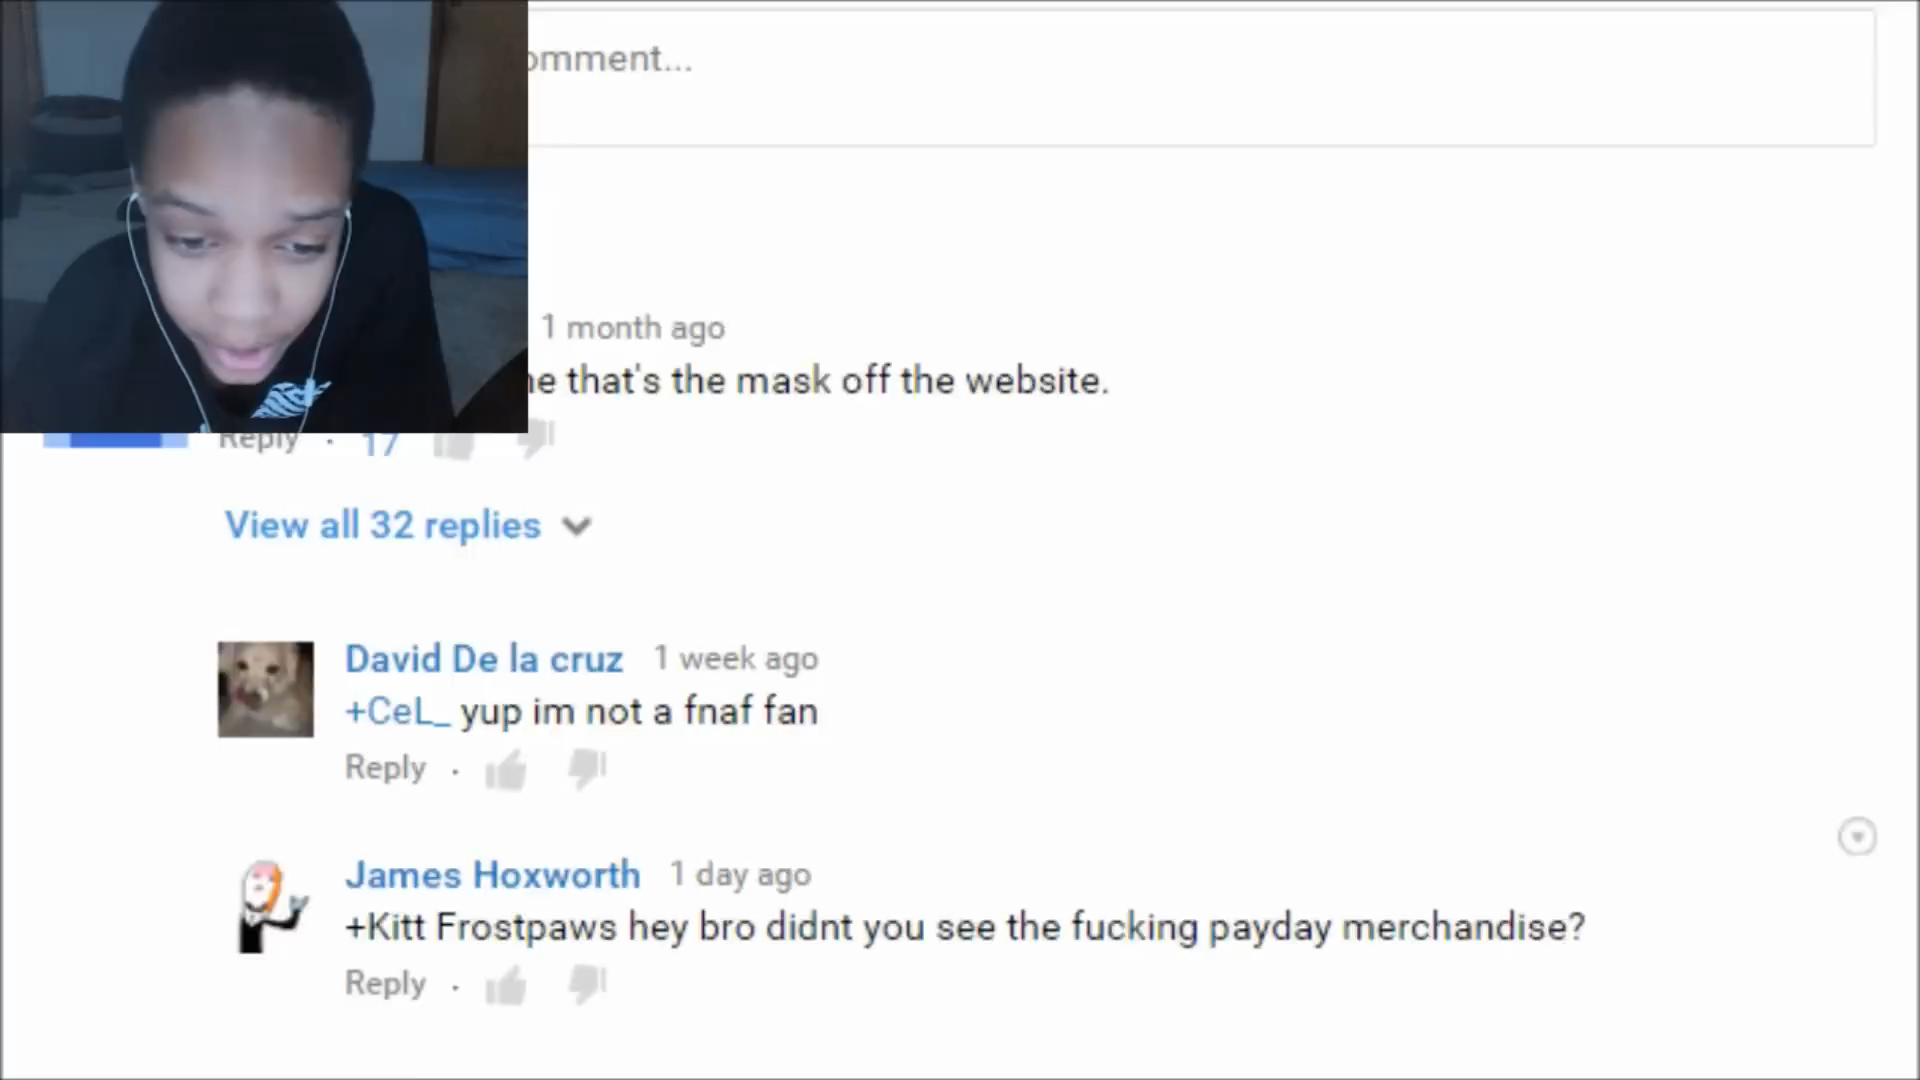 omment...
1 month ago
that's the mask off the website.
Reply · 17
View all 32 replies
David De la cruz 1 week ago
+CeL_ yup im not a fnaf fan
Reply ·
James Hoxworth 1 day ago
+Kitt Frostpaws hey bro didnt you see the fucking payday merchandise?
Reply ·